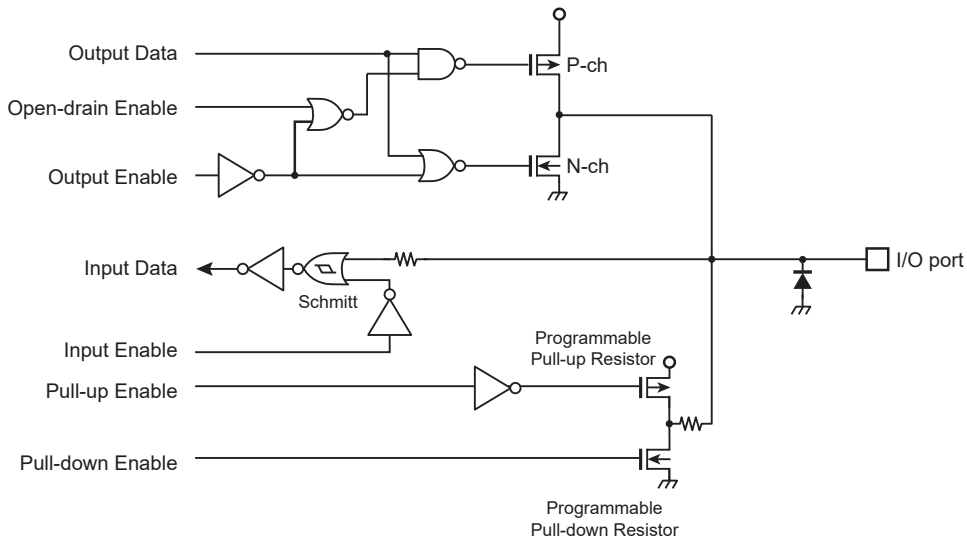 Output Data
P-ch
Open-drain Enable
N-ch
Output Enable
I/O port
Input Data
Schmitt
Programmable
Pull-up Resistor
Input Enable
Pull-up Enable
Pull-down Enable
Programmable
Pull-down Resistor